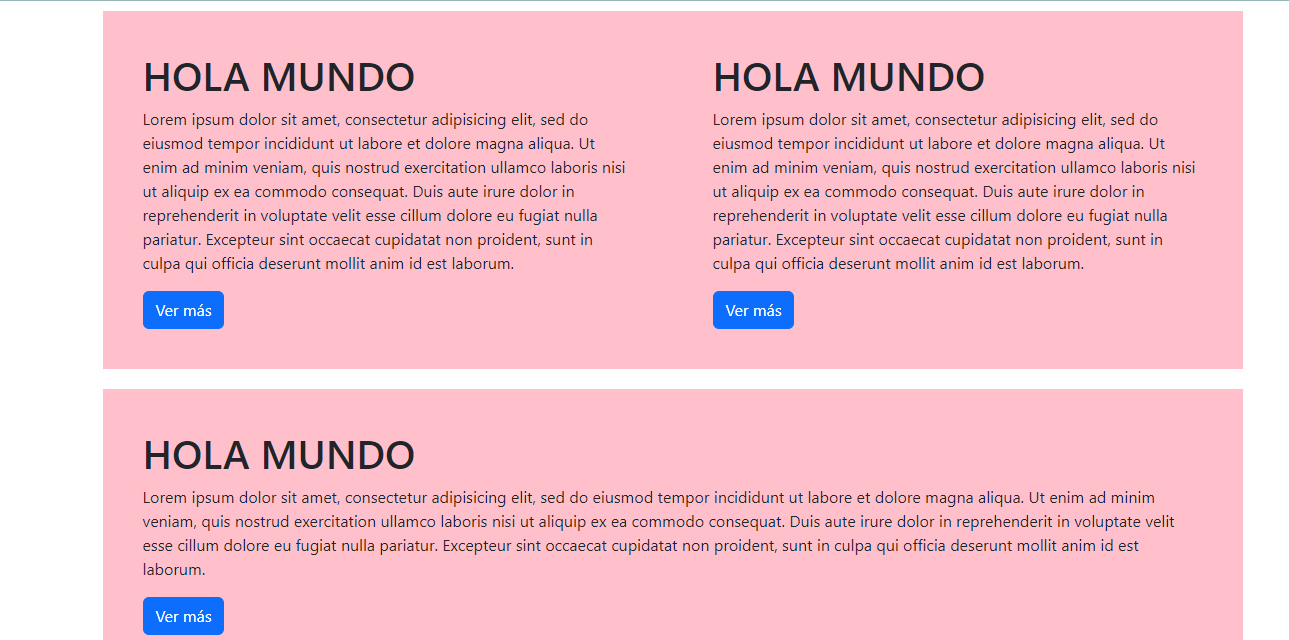 HOLA MUNDO
Lorem ipsum dolor sit amet, consectetur adipisicing elit, sed do
eiusmod tempor incididunt ut labore et dolore magna aliqua. Ut
enim ad minim veniam, quis nostrud exercitation ullamco laboris nisi
ut aliquip ex ea commodo consequat. Duis aute irure dolor in
reprehenderit in voluptate velit esse cillum dolore eu fugiat nulla
pariatur. Excepteur sint occaecat cupidatat non proident, sunt in
culpa qui officia deserunt mollit anim id est laborum.
Ver más
HOLA MUNDO
Lorem ipsum dolor sit amet, consectetur adipisicing elit, sed do
eiusmod tempor incididunt ut labore et dolore magna aliqua. Ut
enim ad minim veniam, quis nostrud exercitation ullamco laboris nisi
ut aliquip ex ea commodo consequat. Duis aute irure dolor in
reprehenderit in voluptate velit esse cillum dolore eu fugiat nulla
pariatur. Excepteur sint occaecat cupidatat non proident, sunt in
culpa qui officia deserunt mollit anim id est laborum.
Ver más
HOLA MUNDO
Lorem ipsum dolor sit amet, consectetur adipisicing elit, sed do eiusmod tempor incididunt ut labore et dolore magna aliqua. Ut enim ad minim
veniam, quis nostrud exercitation ullamco laboris nisi ut aliquip ex ea commodo consequat. Duis aute irure dolor in reprehenderit in voluptate velit
esse cillum dolore eu fugiat nulla pariatur. Excepteur sint occaecat cupidatat non proident, sunt in culpa qui officia deserunt mollit anim id est
laborum.
Ver más